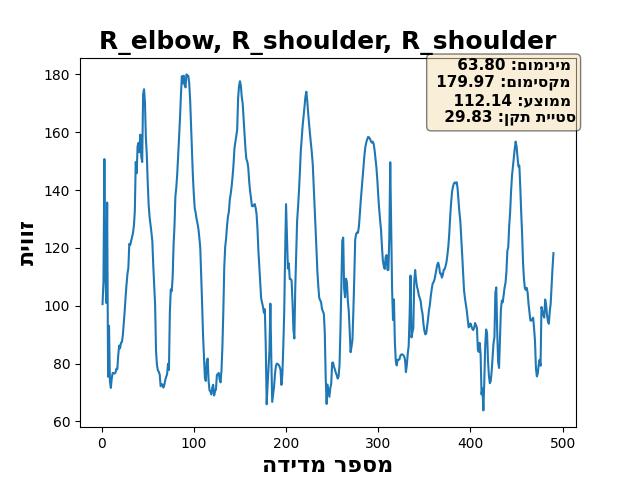 R_elbow, R_shoulder, R_shoulder
מינימום: 63.80
מקסימום: 179.97
ממוצע: 112.14
סטיית תקן: 29.83
180
160
140
120
100
80
60
זווית
0 100 200 300 400 500
מספר מדידה